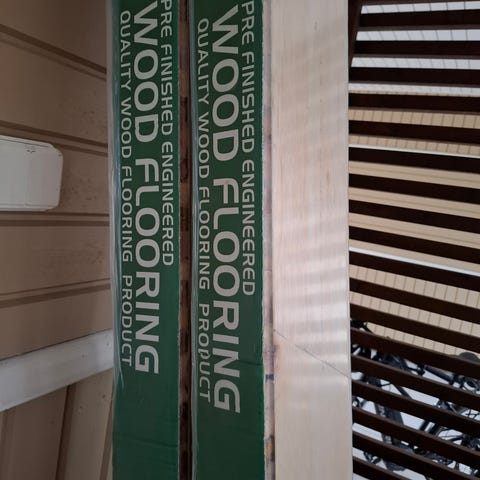 PRE FINISHED ENGINEERED
WOOD FLOORING
QUALITY WOOD FLOORING PRODUCT
PRE FINISHED ENGINEERED
WOOD FLOORING
QUALITY WOOD FLOORING PRODUCT